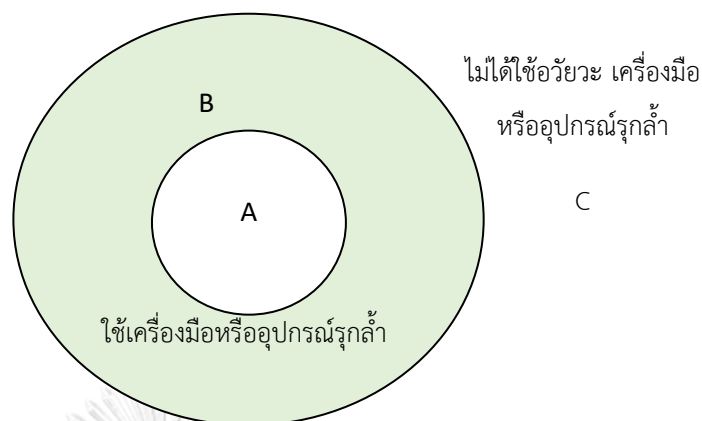 ไม่ได้ใช้อวัยวะ เครื่องมือ
หรืออุปกรณ์รุกล้ำ
B
A
C
ใช้เครื่องมือหรืออุปกรณ์รุกล้ำ